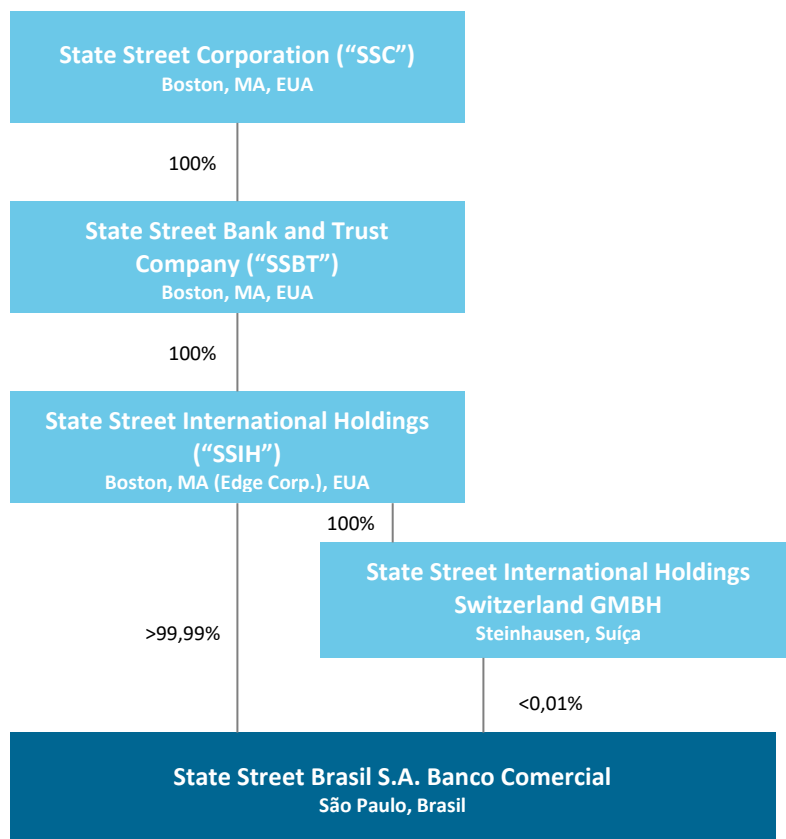 State Street Corporation (“SSC”)
Boston, MA, EUA
100%
State Street Bank and Trust
Company (“SSBT”)
Boston, MA, EUA
100%
State Street International Holdings
(“SSIH”)
Boston, MA (Edge Corp.), EUA
100%
State Street International Holdings
Switzerland GMBH
Steinhausen, Suíça
>99,99%
<0,01%
State Street Brasil S.A. Banco Comercial
São Paulo, Brasil